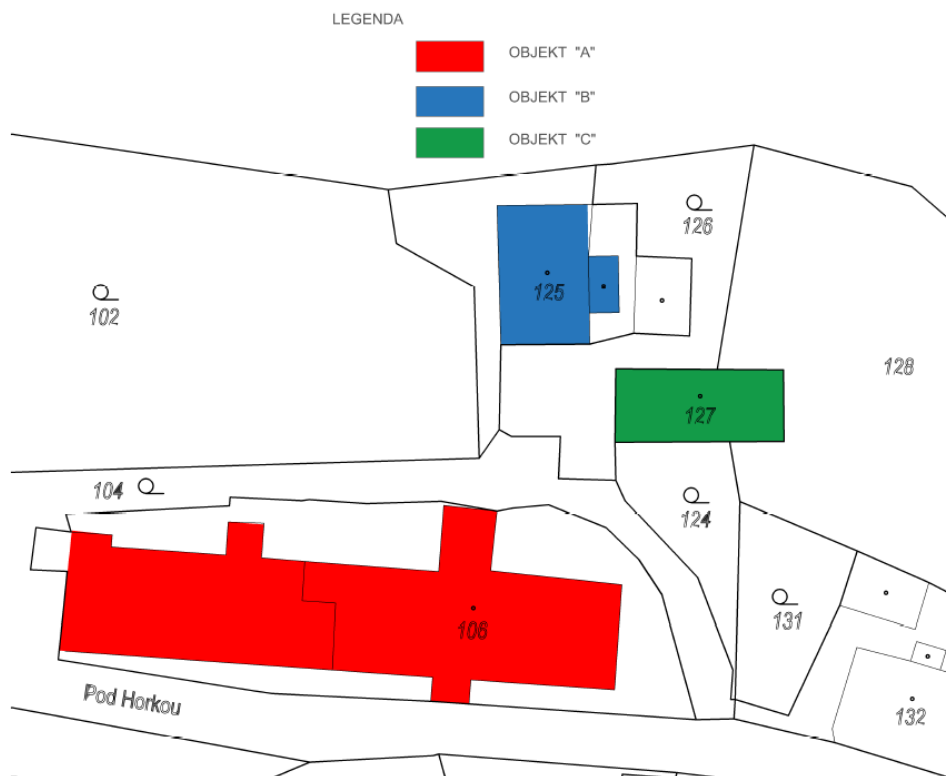 LEGENDA
OBJEKT "A"
OBJEKT "B"
OBJEKT "C"
126
125
102
128
127
104
124
106
131
132
Pod Horkou